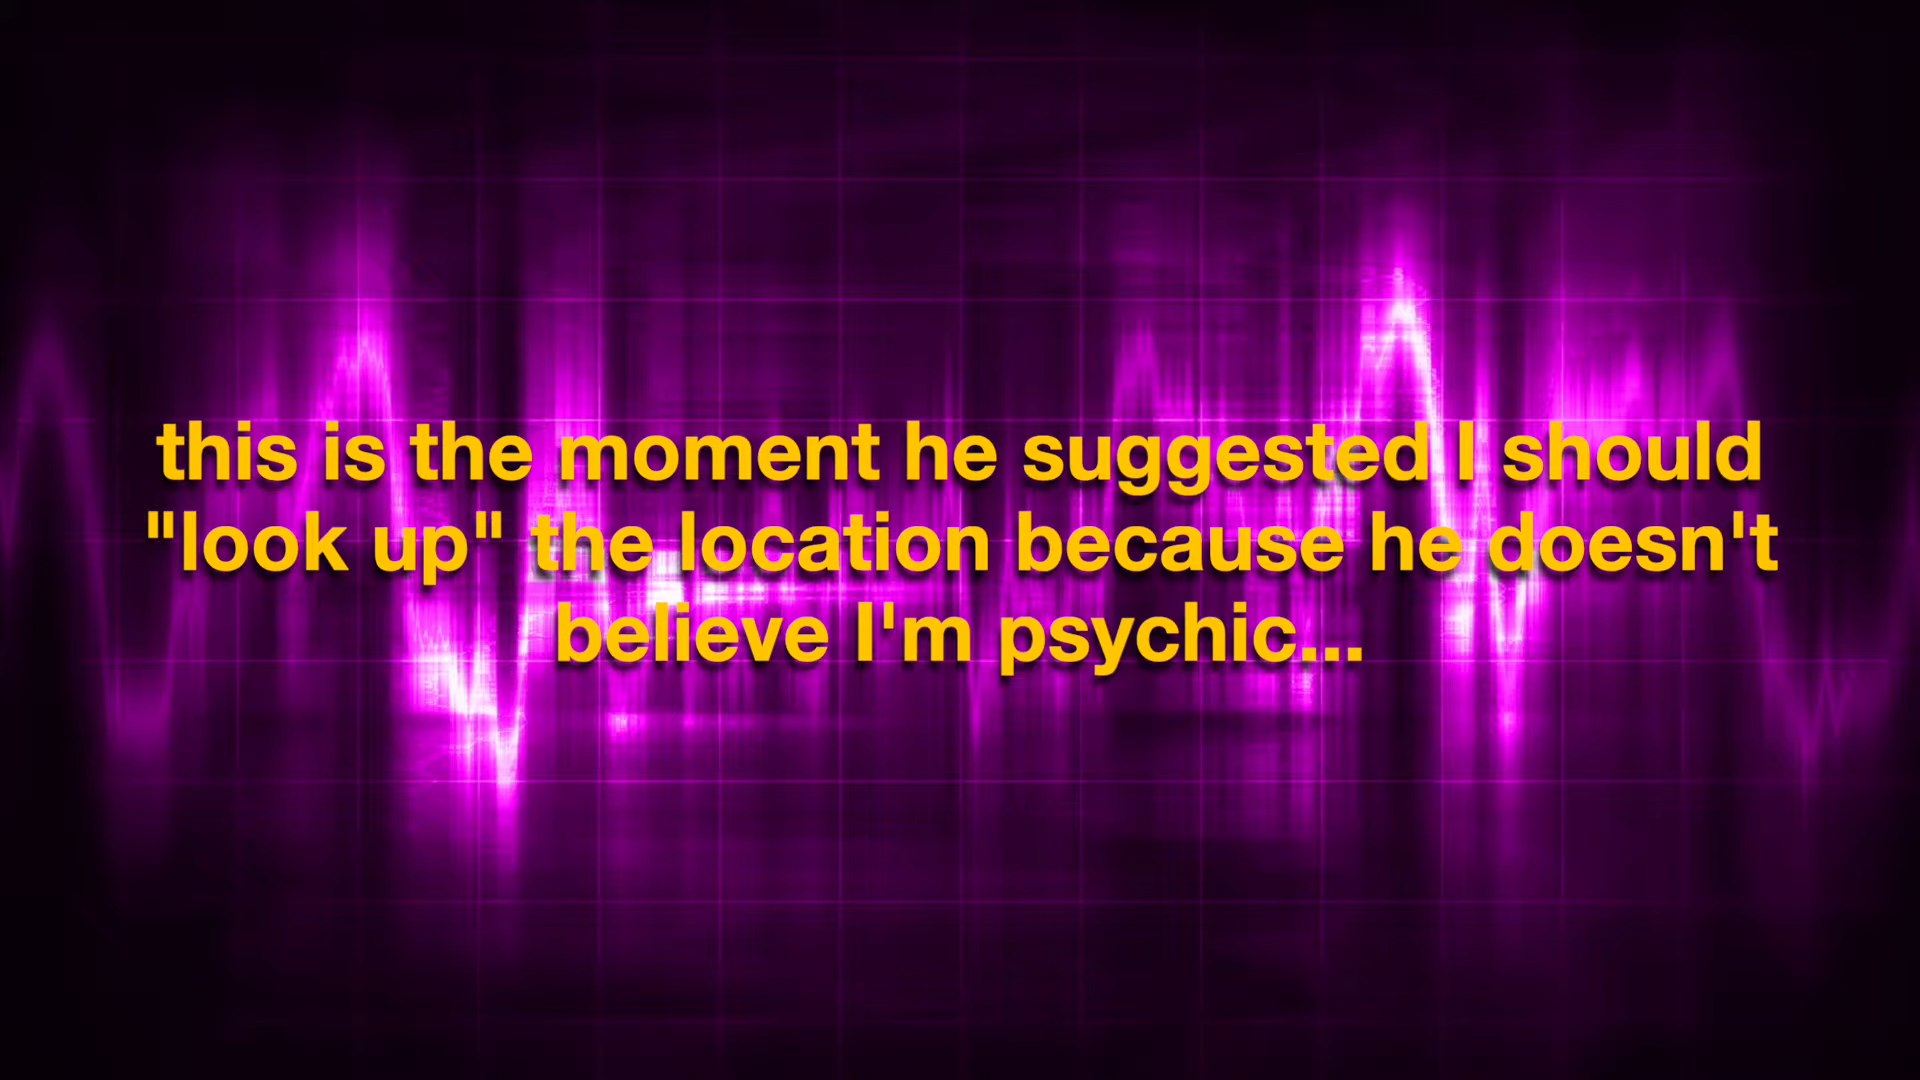 this is the moment he suggested I should
"look up" the location because he doesn't
believe I'm psychic...